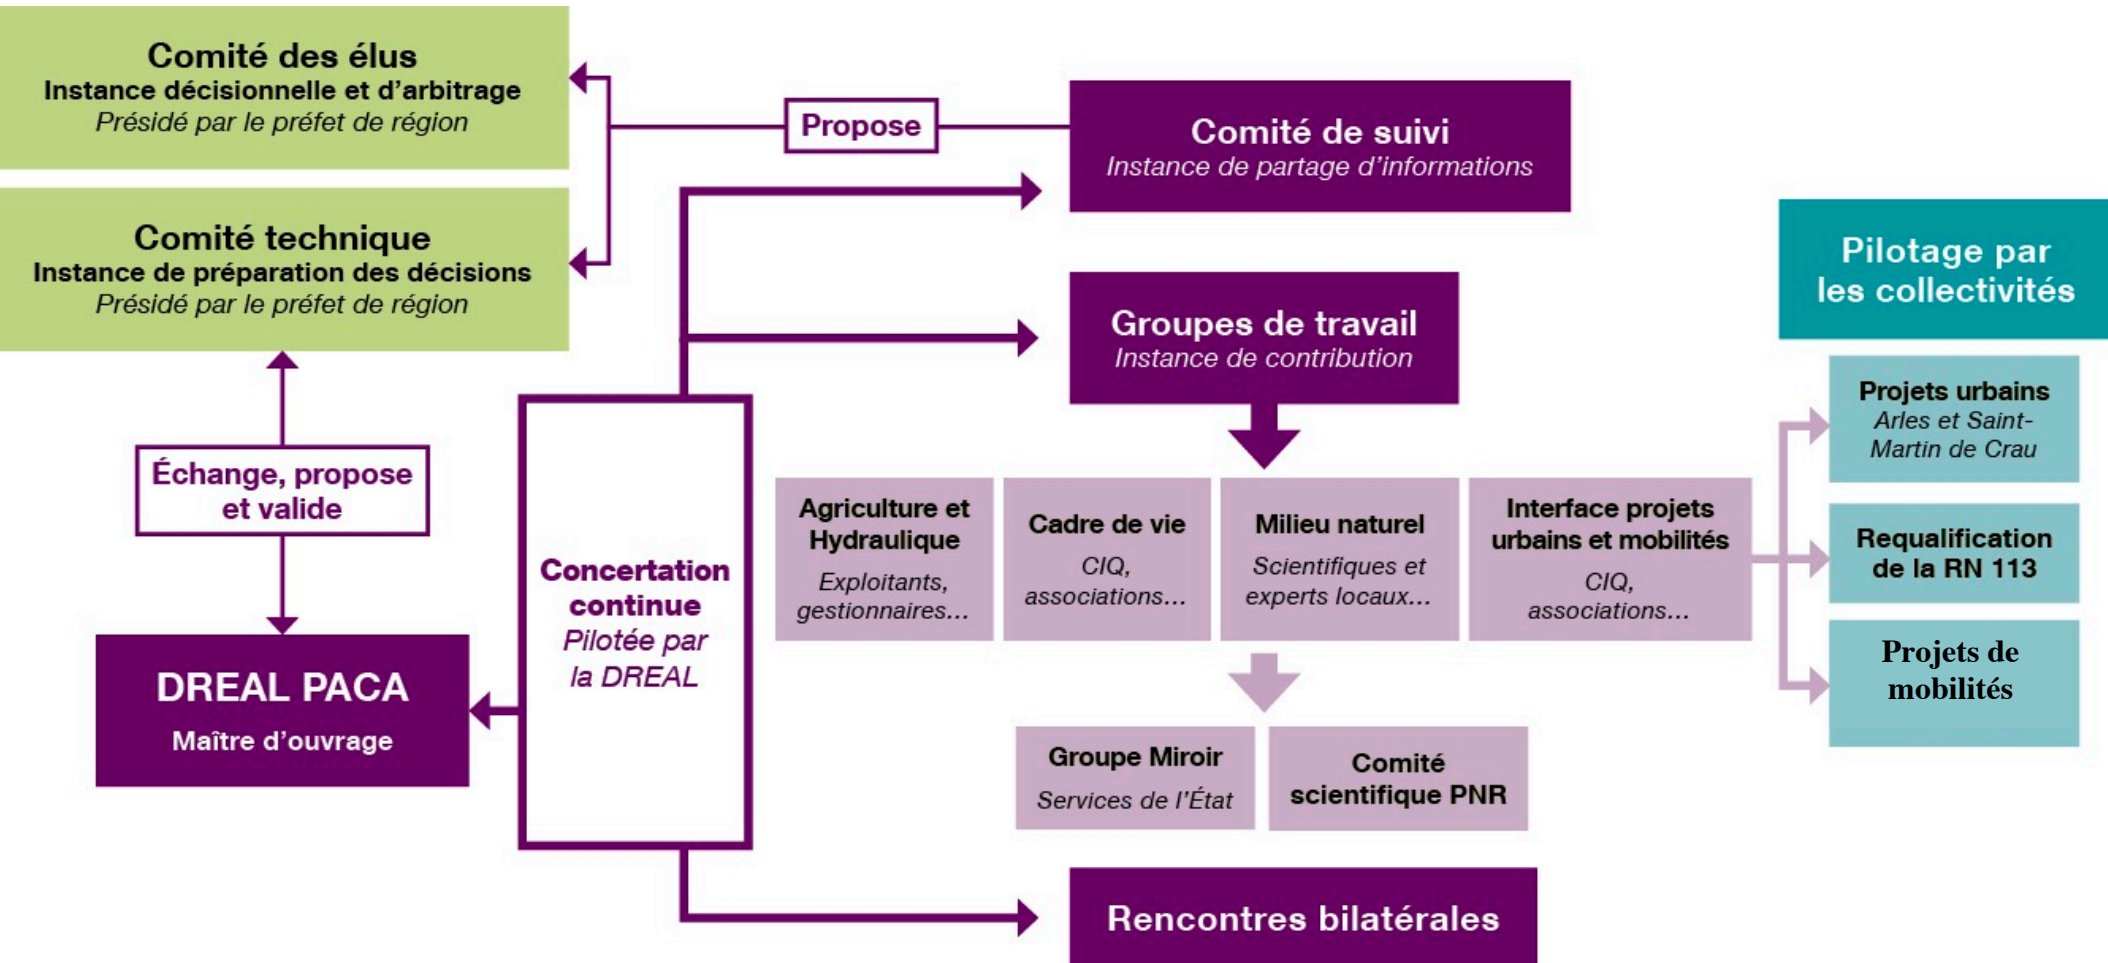 Comité des élus
Instance décisionnelle et d'arbitrage
Présidé par le préfet de région
Comité technique
Instance de préparation des décisions
Présidé par le préfet de région
Propose
Comité de suivi
Instance de partage d'informations
Groupes de travail
Instance de contribution
Pilotage par
les collectivités
Échange, propose
et valide
DREAL PACA
Maître d'ouvrage
Concertation
continue
Pilotée par
la DREAL
Agriculture et
Hydraulique
Exploitants,
gestionnaires...
Cadre de vie
CIQ,
associations...
Milieu naturel
Scientifiques et
experts locaux...
Interface projets
urbains et mobilités
CIQ,
associations...
Projets urbains
Arles et Saint-
Martin de Crau
Requalification
de la RN 113
Projets de
mobilités
Groupe Miroir
Services de l'État
Comité
scientifique PNR
Rencontres bilatérales